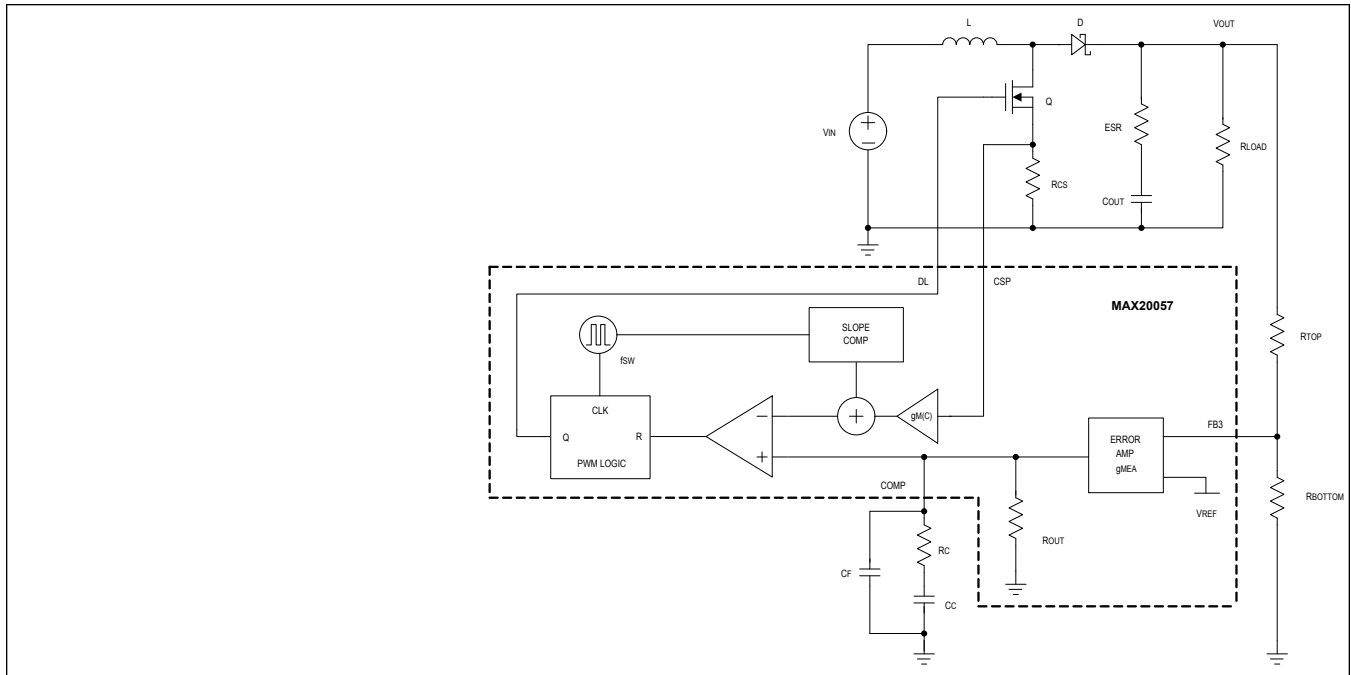 L
D
VOUT
Q
VIN
ESR
RLOAD
RCS
COUT
DL
CSP
MAX20057
SLOPE
COMP
fSW
RTOP
CLK
gM(C)
Q
R
PWM LOGIC
−
+
+
FB3
ERROR
AMP
gMEA
COMP
VREF
RBOTTOM
ROUT
RC
CF
CC